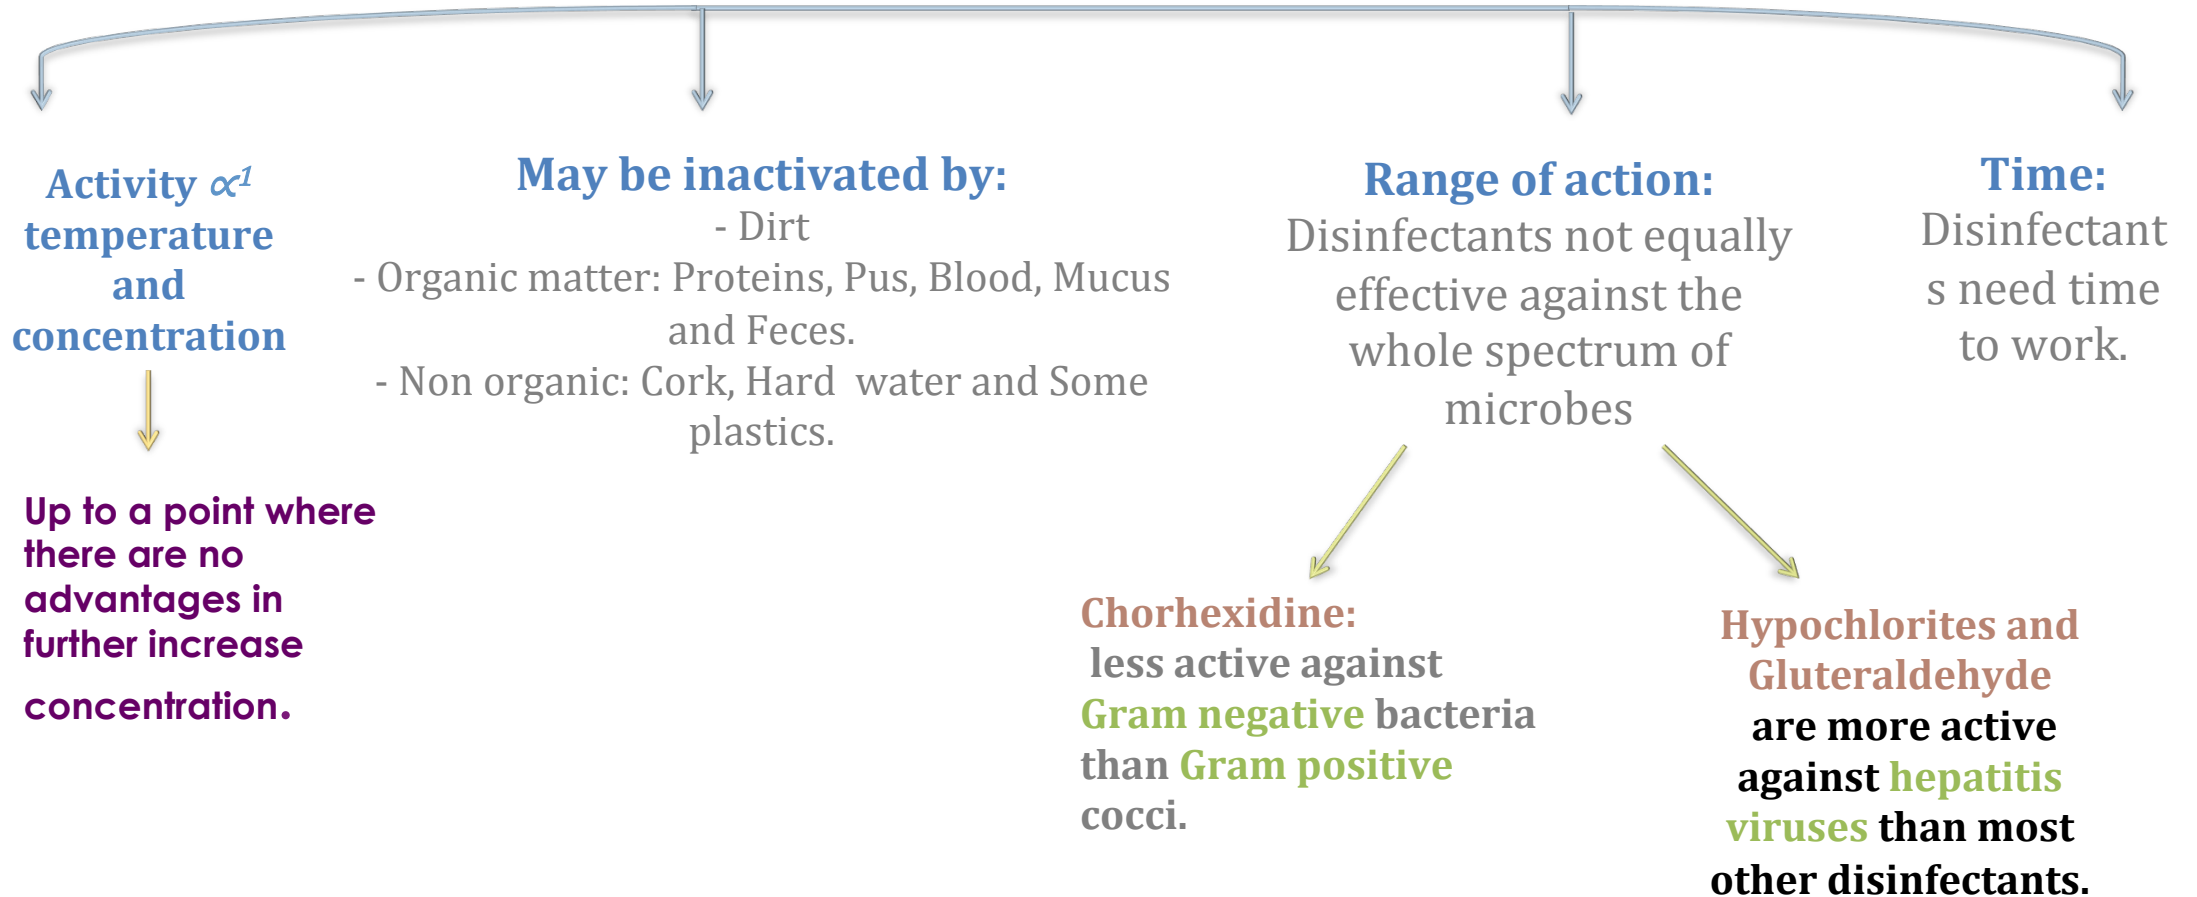 Activity ∝¹
temperature
and
concentration
Up to a point where
there are no
advantages in
further increase
concentration.
May be inactivated by:
- Dirt
- Organic matter: Proteins, Pus, Blood, Mucus
and Feces.
- Non organic: Cork, Hard water and Some
plastics.
Range of action:
Disinfectants not equally
effective against the
whole spectrum of
microbes
Chorhexidine:
less active against
Gram negative bacteria
than Gram positive
cocci.
Hypochlorites and
Gluteraldehyde
are more active
against hepatitis
viruses than most
other disinfectants.
Time:
Disinfectant
s need time
to work.